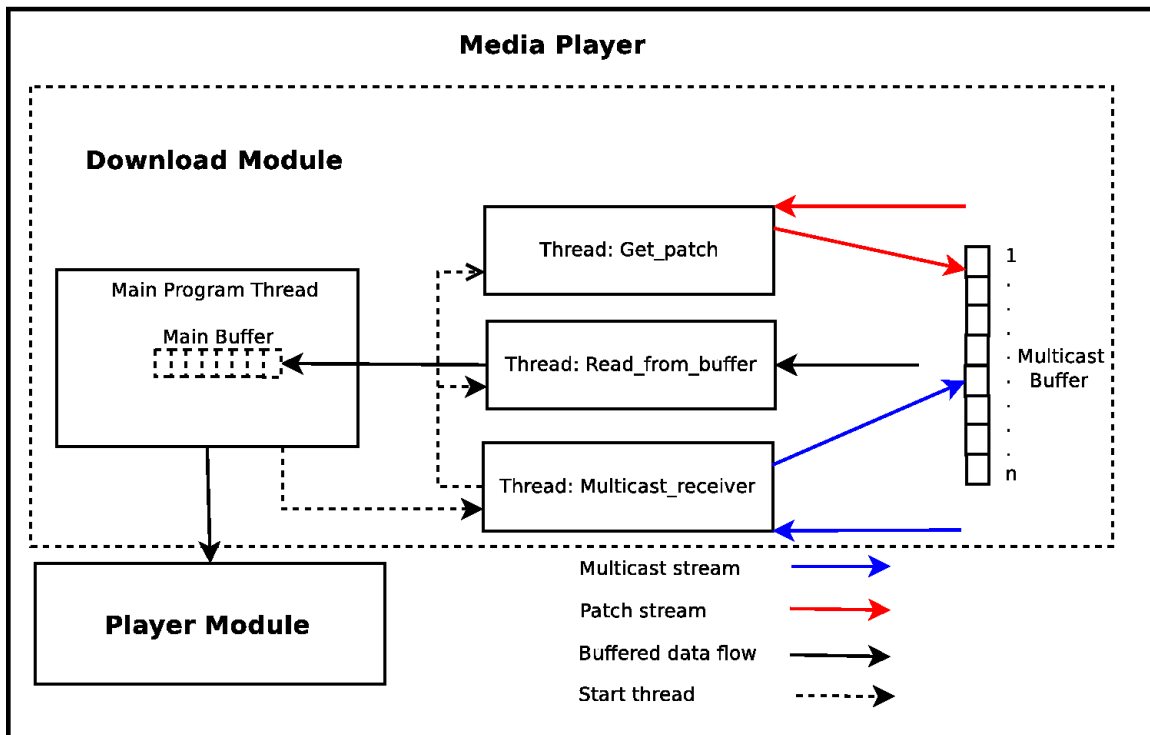 Media Player
Download Module
Thread: Get_patch
1
Main Program Thread
Main Buffer
Thread: Read_from_buffer
Multicast
Buffer
Thread: Multicast_receiver
n
Multicast stream
Player Module
Patch stream
Buffered data flow
Start thread